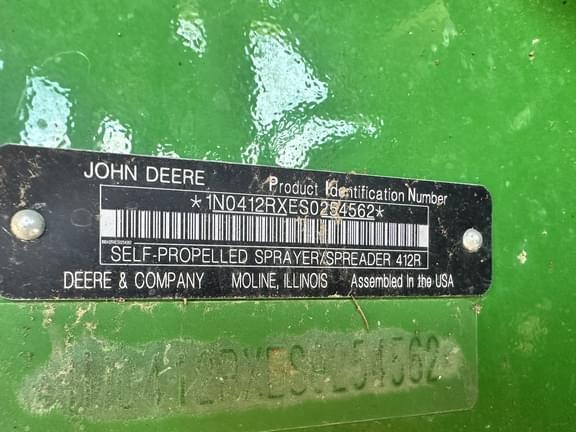 JOHN DEERE
Product Identification Number
*1N0412RXES0254562*
SELF-PROPELLED SPRAYER/SPREADER 412R
DEERE & COMPANY MOLINE, ILLINOIS Assembled in the USA